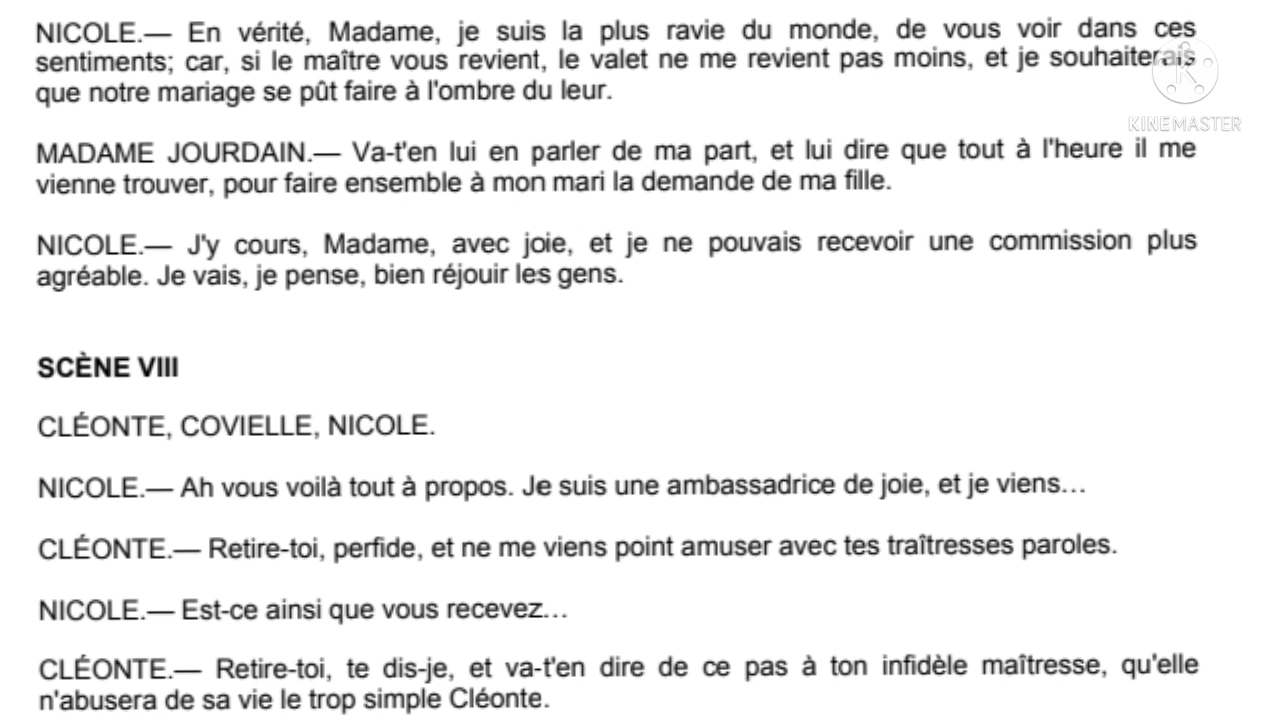 NICOLE.— En vérité, Madame, je suis la plus ravie du monde, de vous voir dans ces
sentiments; car, si le maître vous revient, le valet ne me revient pas moins, et je souhaiterais
que notre mariage se pût faire à l'ombre du leur.
KINEMASTER
MADAME JOURDAIN.— Va-t'en lui en parler de ma part, et lui dire que tout à l'heure il me
vienne trouver, pour faire ensemble à mon mari la demande de ma fille.
NICOLE.— J'y cours, Madame, avec joie, et je ne pouvais recevoir une commission plus
agréable. Je vais, je pense, bien réjouir les gens.
SCÈNE VIII
CLÉONTE, COVIELLE, NICOLE.
NICOLE.— Ah vous voilà tout à propos. Je suis une ambassadrice de joie, et je viens…
CLÉONTE.— Retire-toi, perfide, et ne me viens point amuser avec tes traîtresses paroles.
NICOLE.— Est-ce ainsi que vous recevez…
CLÉONTE.— Retire-toi, te dis-je, et va-t'en dire de ce pas à ton infidèle maîtresse, qu'elle
n'abusera de sa vie le trop simple Cléonte.